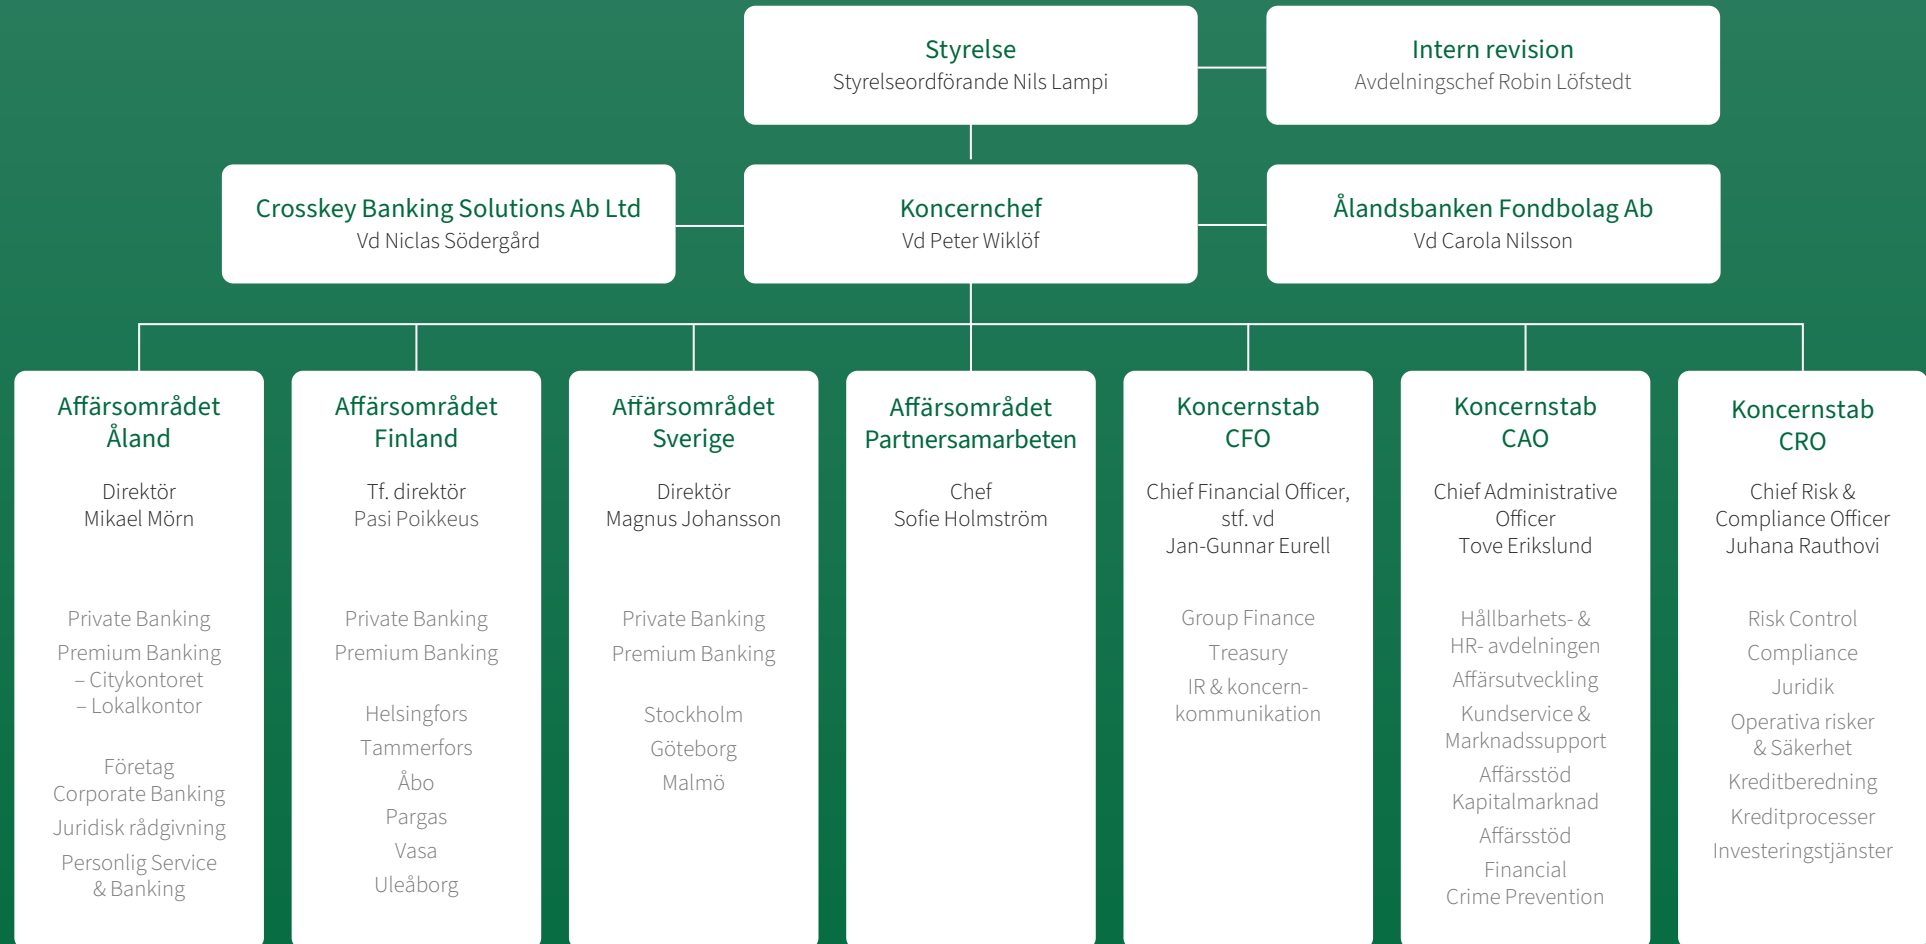 Styrelse
Styrelseordförande Nils Lampi
Intern revision
Avdelningschef Robin Löfstedt
Crosskey Banking Solutions Ab Ltd
Vd Niclas Södergård
Koncernchef
Vd Peter Wiklöf
Ålandsbanken Fondbolag Ab
Vd Carola Nilsson
Affärsområdet
Åland
Direktör
Mikael Mörn
Private Banking
Premium Banking
– Citykontoret
– Lokalkontor
Företag
Corporate Banking
Juridisk rådgivning
Personlig Service
& Banking
Affärsområdet
Finland
Tf. direktör
Pasi Poikkeus
Private Banking
Premium Banking
Helsingfors
Tammerfors
Åbo
Pargas
Vasa
Uleåborg
Affärsområdet
Sverige
Direktör
Magnus Johansson
Private Banking
Premium Banking
Stockholm
Göteborg
Malmö
Affärsområdet
Partnersamarbeten
Chef
Sofie Holmström
Koncernstab
CFO
Chief Financial Officer,
stf. vd
Jan-Gunnar Eurell
Group Finance
Treasury
IR & koncern-
kommunikation
Koncernstab
CAO
Chief Administrative
Officer
Tove Erikslund
Hållbarhets- &
HR- avdelningen
Affärsutveckling
Kundservice &
Marknadssupport
Affärsstöd
Kapitalmarknad
Affärsstöd
Financial
Crime Prevention
Koncernstab
CRO
Chief Risk &
Compliance Officer
Juhana Rauthovi
Risk Control
Compliance
Juridik
Operativa risker
& Säkerhet
Kreditberedning
Kreditprocesser
Investeringstjänster